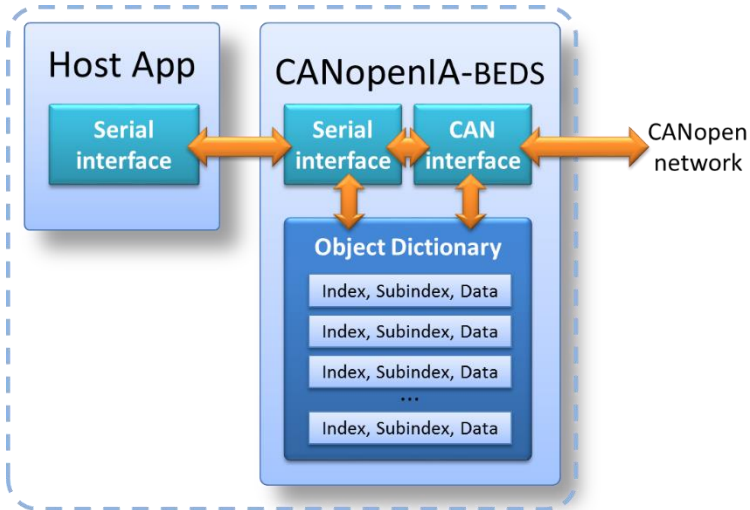 Host App
CANopenIA-BEDS
Serial
interface
Serial
interface
CAN
interface
CANopen
network
Object Dictionary
Index, Subindex, Data
Index, Subindex, Data
Index, Subindex, Data
...
Index, Subindex, Data